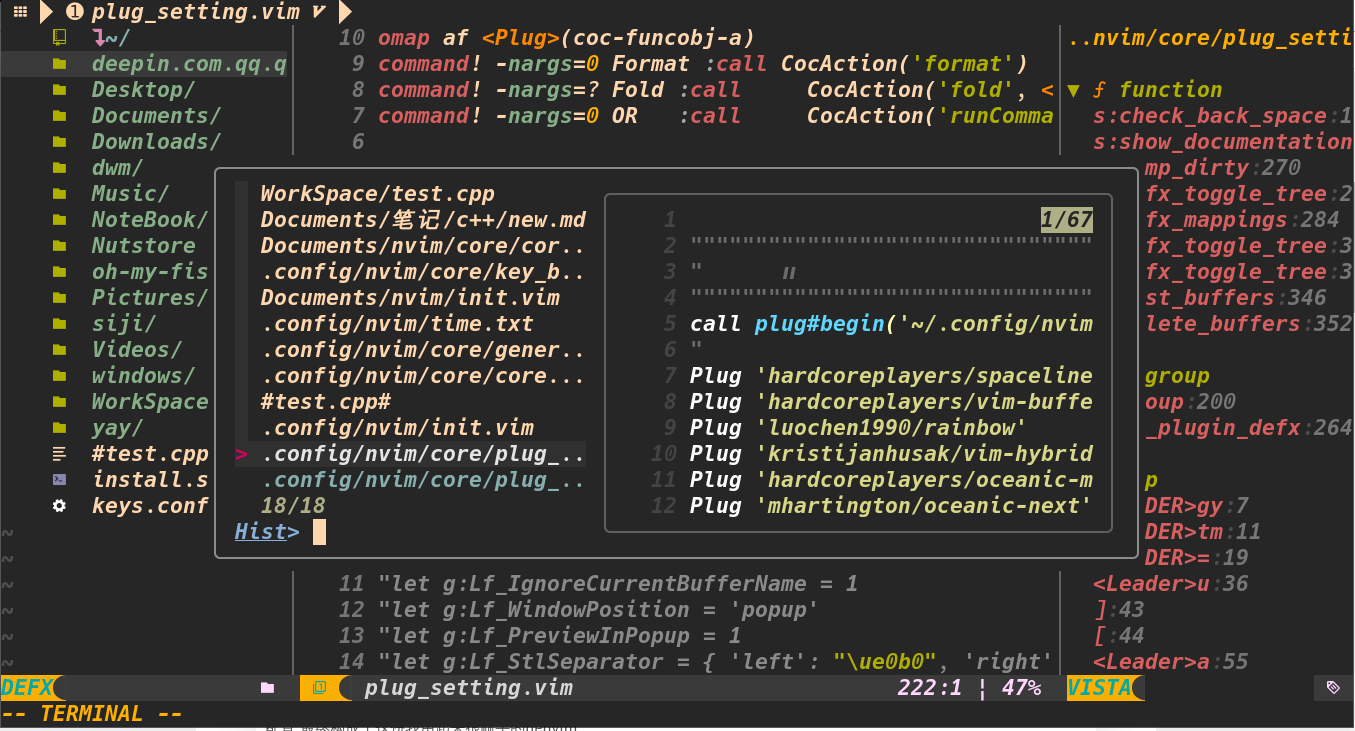 ❶ plug_setting.vim
~/
deepin.com.qq.q
Desktop/
Documents/
Downloads/
dwm/
Music/
NoteBook/
Nutstore
oh-my-fis
Pictures/
siji/
Videos/
windows/
WorkSpace
yay/
#test.cpp
install.s
keys.conf
~
~
~
~
~
~
10 omap af <Plug>(coc-funcobj-a)
9 command! -nargs=0 Format :call CocAction('format')
8 command! -nargs=? Fold :call     CocAction('fold', <
7 command! -nargs=0 OR   :call     CocAction('runComma
6
WorkSpace/test.cpp
Documents/笔记/c++/new.md
Documents/nvim/core/cor..
.config/nvim/core/key_b..
Documents/nvim/init.vim
.config/nvim/time.txt
.config/nvim/core/gener..
.config/nvim/core/core...
#test.cpp#
.config/nvim/init.vim
> .config/nvim/core/plug_..
.config/nvim/core/plug_..
18/18
Hist>
1 1/67
2 """""""""""""""""""""""""""""""
3 "      "
4 """""""""""""""""""""""""""""""
5 call plug#begin('~/.config/nvim
6 "
7 Plug 'hardcoreplayers/spaceline
8 Plug 'hardcoreplayers/vim-buffe
9 Plug 'luochen1990/rainbow'
10 Plug 'kristijanhusak/vim-hybrid
11 Plug 'hardcoreplayers/oceanic-m
12 Plug 'mhartington/oceanic-next'
11 "let g:Lf_IgnoreCurrentBufferName = 1
12 "let g:Lf_WindowPosition = 'popup'
13 "let g:Lf_PreviewInPopup = 1
14 "let g:Lf_StlSeparator = { 'left': "\ue0b0", 'right'
..nvim/core/plug_setti
▼ ƒ function
s:check_back_space:1
s:show_documentation
mp_dirty:270
fx_toggle_tree:2
fx_mappings:284
fx_toggle_tree:3
fx_toggle_tree:3
st_buffers:346
lete_buffers:352
group
oup:200
_plugin_defx:264
p
DER>gy:7
DER>tm:11
DER>=:19
<Leader>u:36
]:43
[:44
<Leader>a:55
DEFX
plug_setting.vim 222:1 ¦ 47%
VISTA
-- TERMINAL --